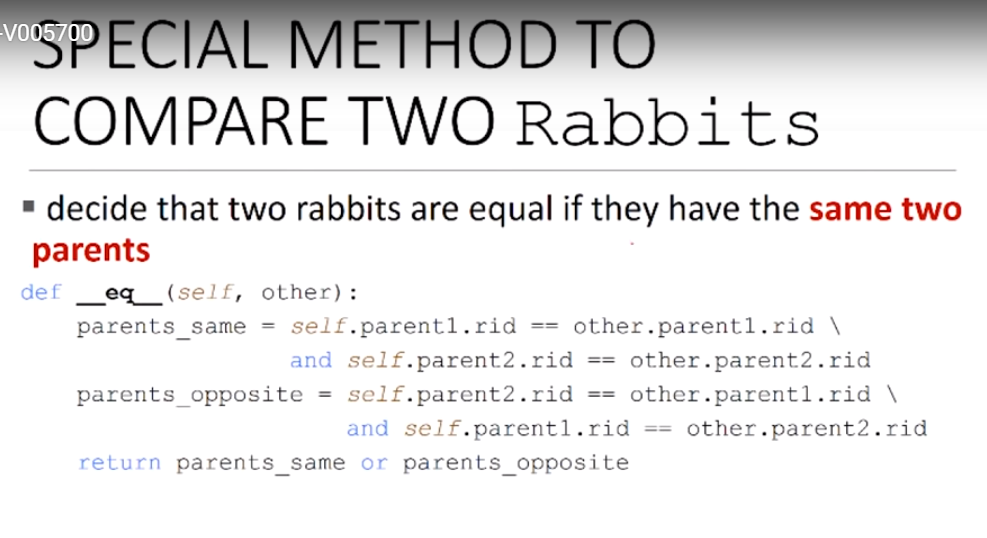 -V005700
SPECIAL METHOD TO
COMPARE TWO Rabbits
▪ decide that two rabbits are equal if they have the same two
parents
def __eq__(self, other):
parents_same = self.parent1.rid == other.parent1.rid \
and self.parent2.rid == other.parent2.rid
parents_opposite = self.parent2.rid == other.parent1.rid \
and self.parent1.rid == other.parent2.rid
return parents_same or parents_opposite